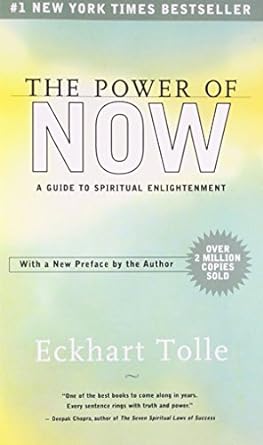 #1 NEW YORK TIMES BESTSELLER
THE POWER OF
NOW
A GUIDE TO SPIRITUAL ENLIGHTENMENT
With a New Preface by the Author
OVER
2 MILLION
COPIES
SOLD
Eckhart Tolle
~
"One of the best books to come along in years.
Every sentence rings with truth and power."
— Deepak Chopra, author of The Seven Spiritual Laws of Success